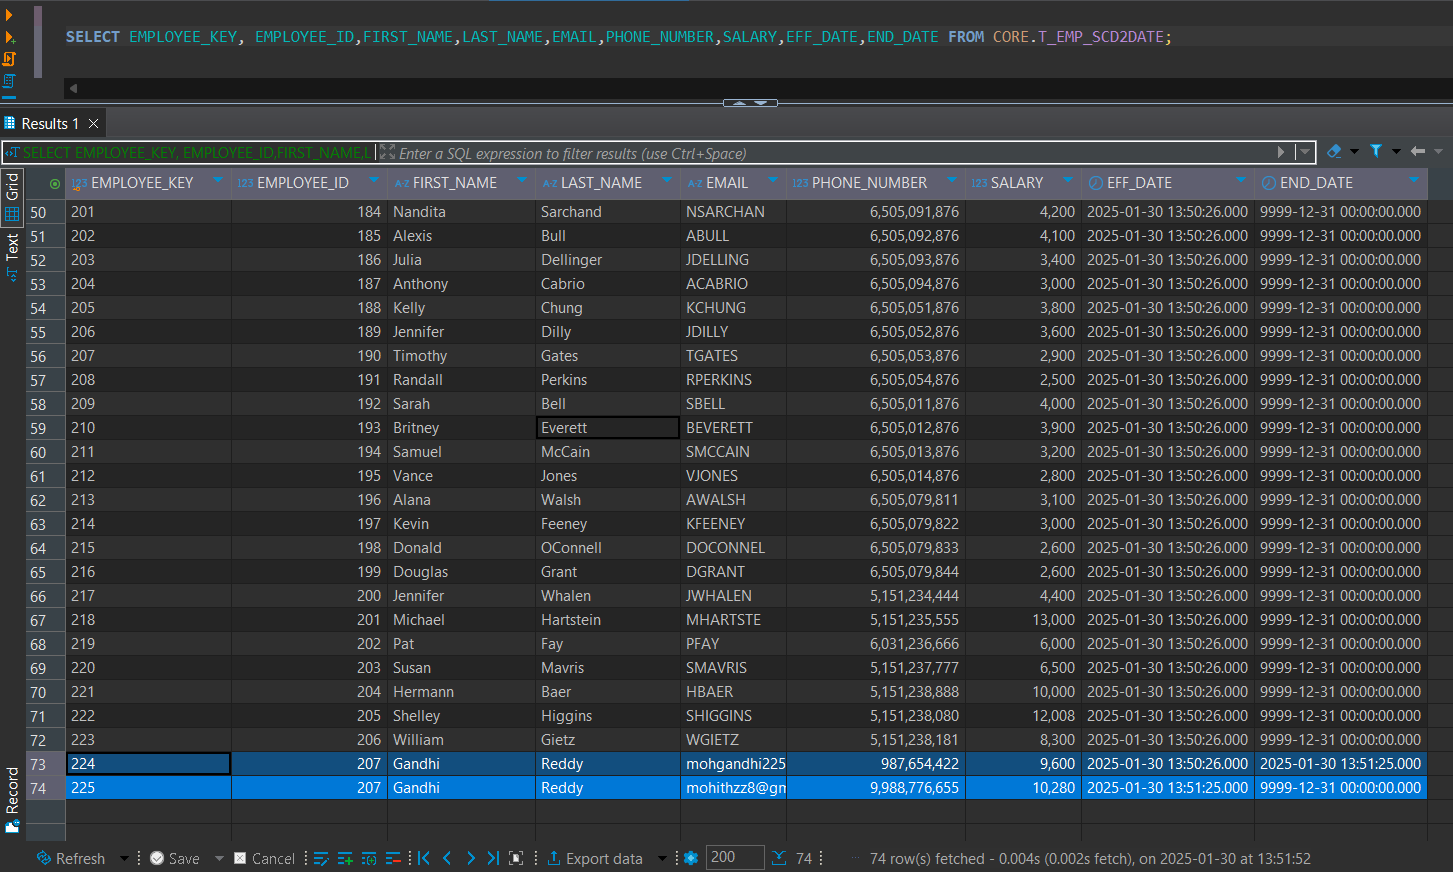 SELECT EMPLOYEE_KEY, EMPLOYEE_ID,FIRST_NAME,LAST_NAME,EMAIL,PHONE_NUMBER,SALARY,EFF_DATE,END_DATE FROM CORE.T_EMP_SCD2DATE;
Results 1
SELECT EMPLOYEE_KEY, EMPLOYEE_ID,FIRST_NAME,L Enter a SQL expression to filter results (use Ctrl+Space)
Grid
Text
Record
123 EMPLOYEE_KEY 123 EMPLOYEE_ID A-Z FIRST_NAME A-Z LAST_NAME A-Z EMAIL 123 PHONE_NUMBER 123 SALARY EFF_DATE END_DATE
50 201 184 Nandita Sarchand NSARCHAN 6,505,091,876 4,200 2025-01-30 13:50:26.000 9999-12-31 00:00:00.000
51 202 185 Alexis Bull ABULL 6,505,092,876 4,100 2025-01-30 13:50:26.000 9999-12-31 00:00:00.000
52 203 186 Julia Dellinger JDELLING 6,505,093,876 3,400 2025-01-30 13:50:26.000 9999-12-31 00:00:00.000
53 204 187 Anthony Cabrio ACABRIO 6,505,094,876 3,000 2025-01-30 13:50:26.000 9999-12-31 00:00:00.000
54 205 188 Kelly Chung KCHUNG 6,505,051,876 3,800 2025-01-30 13:50:26.000 9999-12-31 00:00:00.000
55 206 189 Jennifer Dilly JDILLY 6,505,052,876 3,600 2025-01-30 13:50:26.000 9999-12-31 00:00:00.000
56 207 190 Timothy Gates TGATES 6,505,053,876 2,900 2025-01-30 13:50:26.000 9999-12-31 00:00:00.000
57 208 191 Randall Perkins RPERKINS 6,505,054,876 2,500 2025-01-30 13:50:26.000 9999-12-31 00:00:00.000
58 209 192 Sarah Bell SBELL 6,505,011,876 4,000 2025-01-30 13:50:26.000 9999-12-31 00:00:00.000
59 210 193 Britney Everett BEVERETT 6,505,012,876 3,900 2025-01-30 13:50:26.000 9999-12-31 00:00:00.000
60 211 194 Samuel McCain SMCCAIN 6,505,013,876 3,200 2025-01-30 13:50:26.000 9999-12-31 00:00:00.000
61 212 195 Vance Jones VJONES 6,505,014,876 2,800 2025-01-30 13:50:26.000 9999-12-31 00:00:00.000
62 213 196 Alana Walsh AWALSH 6,505,079,811 3,100 2025-01-30 13:50:26.000 9999-12-31 00:00:00.000
63 214 197 Kevin Feeney KFEENEY 6,505,079,822 3,000 2025-01-30 13:50:26.000 9999-12-31 00:00:00.000
64 215 198 Donald OConnell DOCONNEL 6,505,079,833 2,600 2025-01-30 13:50:26.000 9999-12-31 00:00:00.000
65 216 199 Douglas Grant DGRANT 6,505,079,844 2,600 2025-01-30 13:50:26.000 9999-12-31 00:00:00.000
66 217 200 Jennifer Whalen JWHALEN 5,151,234,444 4,400 2025-01-30 13:50:26.000 9999-12-31 00:00:00.000
67 218 201 Michael Hartstein MHARTSTE 5,151,235,555 13,000 2025-01-30 13:50:26.000 9999-12-31 00:00:00.000
68 219 202 Pat Fay PFAY 6,031,236,666 6,000 2025-01-30 13:50:26.000 9999-12-31 00:00:00.000
69 220 203 Susan Mavris SMAVRIS 5,151,237,777 6,500 2025-01-30 13:50:26.000 9999-12-31 00:00:00.000
70 221 204 Hermann Baer HBAER 5,151,238,888 10,000 2025-01-30 13:50:26.000 9999-12-31 00:00:00.000
71 222 205 Shelley Higgins SHIGGINS 5,151,238,080 12,008 2025-01-30 13:50:26.000 9999-12-31 00:00:00.000
72 223 206 William Gietz WGIETZ 5,151,238,181 8,300 2025-01-30 13:50:26.000 9999-12-31 00:00:00.000
73 224 207 Gandhi Reddy mohgandhi225 987,654,422 9,600 2025-01-30 13:50:26.000 2025-01-30 13:51:25.000
74 225 207 Gandhi Reddy mohithzz8@gm 9,988,776,655 10,280 2025-01-30 13:51:25.000 9999-12-31 00:00:00.000
Refresh Save Cancel Export data 200 74 74 row(s) fetched - 0.004s (0.002s fetch), on 2025-01-30 at 13:51:52